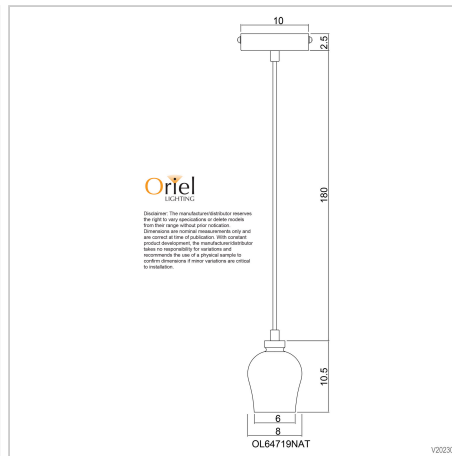 10
2.5
180
Oriel
LIGHTING
Disclaimer: The manufacturer/distributor reserves
the right to vary specications or delete models
from their range without prior notication.
Dimensions are nominal measurements only and
are correct at time of publication. With constant
product development, the manufacturer/distributor
takes no responsibility for variations and
recommends the use of a physical sample to
confirm dimensions if minor variations are critical
to installation.
10.5
6
8
OL64719NAT
V2023